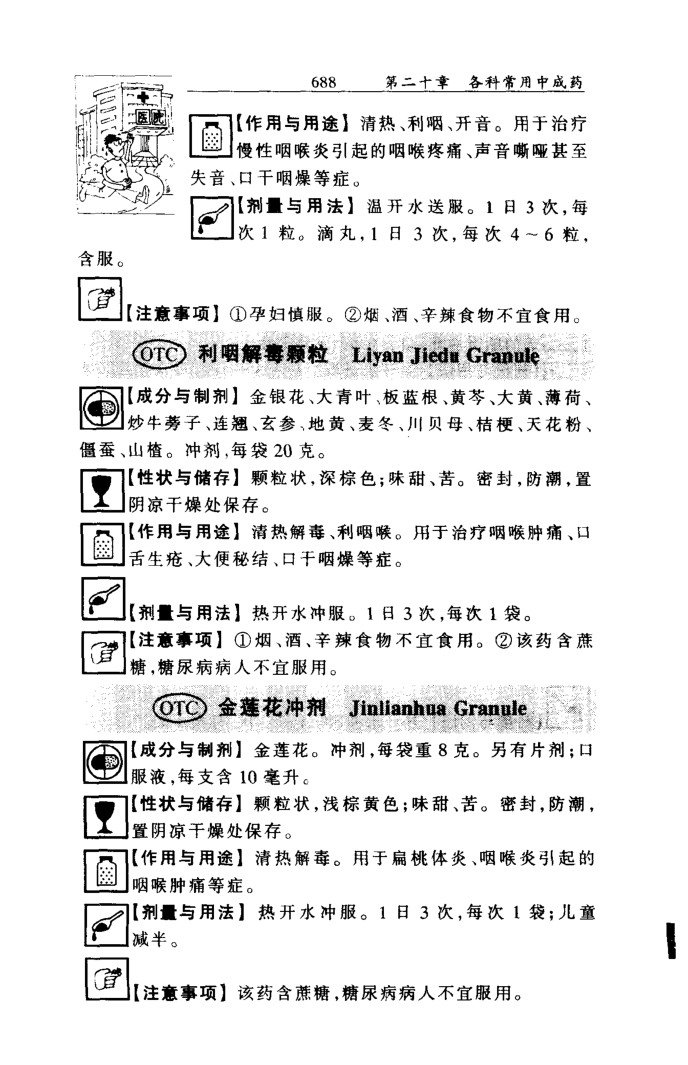 688 第二十章 各科常用中成药
医院
【作用与用途】清热、利咽、开音。用于治疗
慢性咽喉炎引起的咽喉疼痛、声音嘶哑甚至
失音、口干咽燥等症。
【剂量与用法】温开水送服。1日3次,每
次1粒。滴丸,1日3次,每次4~6粒,
含服。
【注意事项】①孕妇慎服。②烟、酒、辛辣食物不宜食用。
OTC 利咽解毒颗粒 Liyan Jiedu Granule
【成分与制剂】金银花、大青叶、板蓝根、黄芩、大黄、薄荷、
炒牛蒡子、连翘、玄参、地黄、麦冬、川贝母、桔梗、天花粉、
僵蚕、山楂。冲剂,每袋20克。
【性状与储存】颗粒状,深棕色;味甜、苦。密封,防潮,置
阴凉干燥处保存。
【作用与用途】清热解毒、利咽喉。用于治疗咽喉肿痛、口
舌生疮、大便秘结、口干咽燥等症。
【剂量与用法】热开水冲服。1日3次,每次1袋。
【注意事项】①烟、酒、辛辣食物不宜食用。②该药含蔗
糖,糖尿病病人不宜服用。
OTC 金莲花冲剂 Jinlianhua Granule
【成分与制剂】金莲花。冲剂,每袋重8克。另有片剂;口
服液,每支含10毫升。
【性状与储存】颗粒状,浅棕黄色;味甜、苦。密封,防潮,
置阴凉干燥处保存。
【作用与用途】清热解毒。用于扁桃体炎、咽喉炎引起的
咽喉肿痛等症。
【剂量与用法】热开水冲服。1日3次,每次1袋;儿童
减半。
【注意事项】该药含蔗糖,糖尿病病人不宜服用。